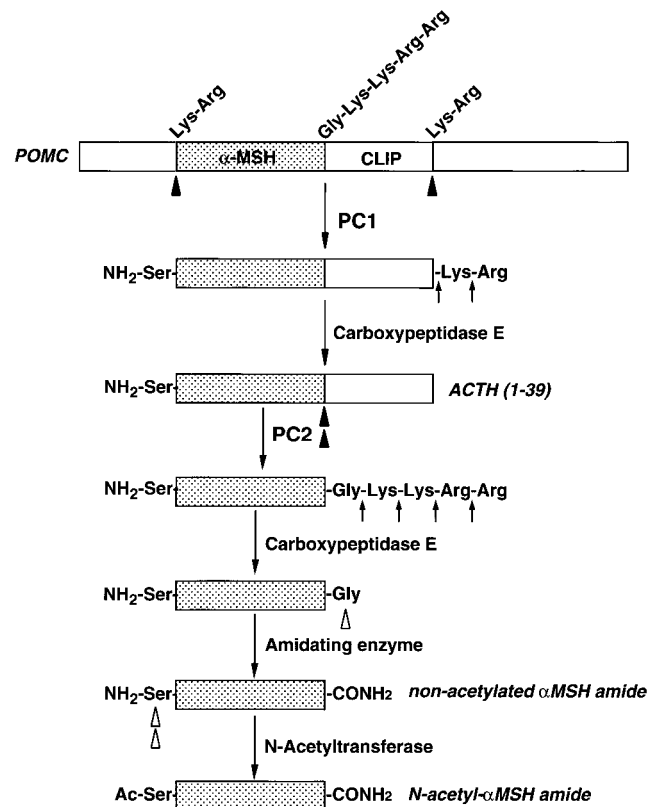 Lys-Arg
Gly-Lys-Lys-Arg-Arg
Lys-Arg
POMC
α-MSH
CLIP
PC1
NH2-Ser-
-Lys-Arg
Carboxypeptidase E
NH2-Ser-
ACTH (1-39)
PC2
NH2-Ser-
-Gly-Lys-Lys-Arg-Arg
Carboxypeptidase E
NH2-Ser-
-Gly
Amidating enzyme
NH2-Ser-
-CONH2
non-acetylated αMSH amide
N-Acetyltransferase
Ac-Ser-
-CONH2
N-acetyl-αMSH amide